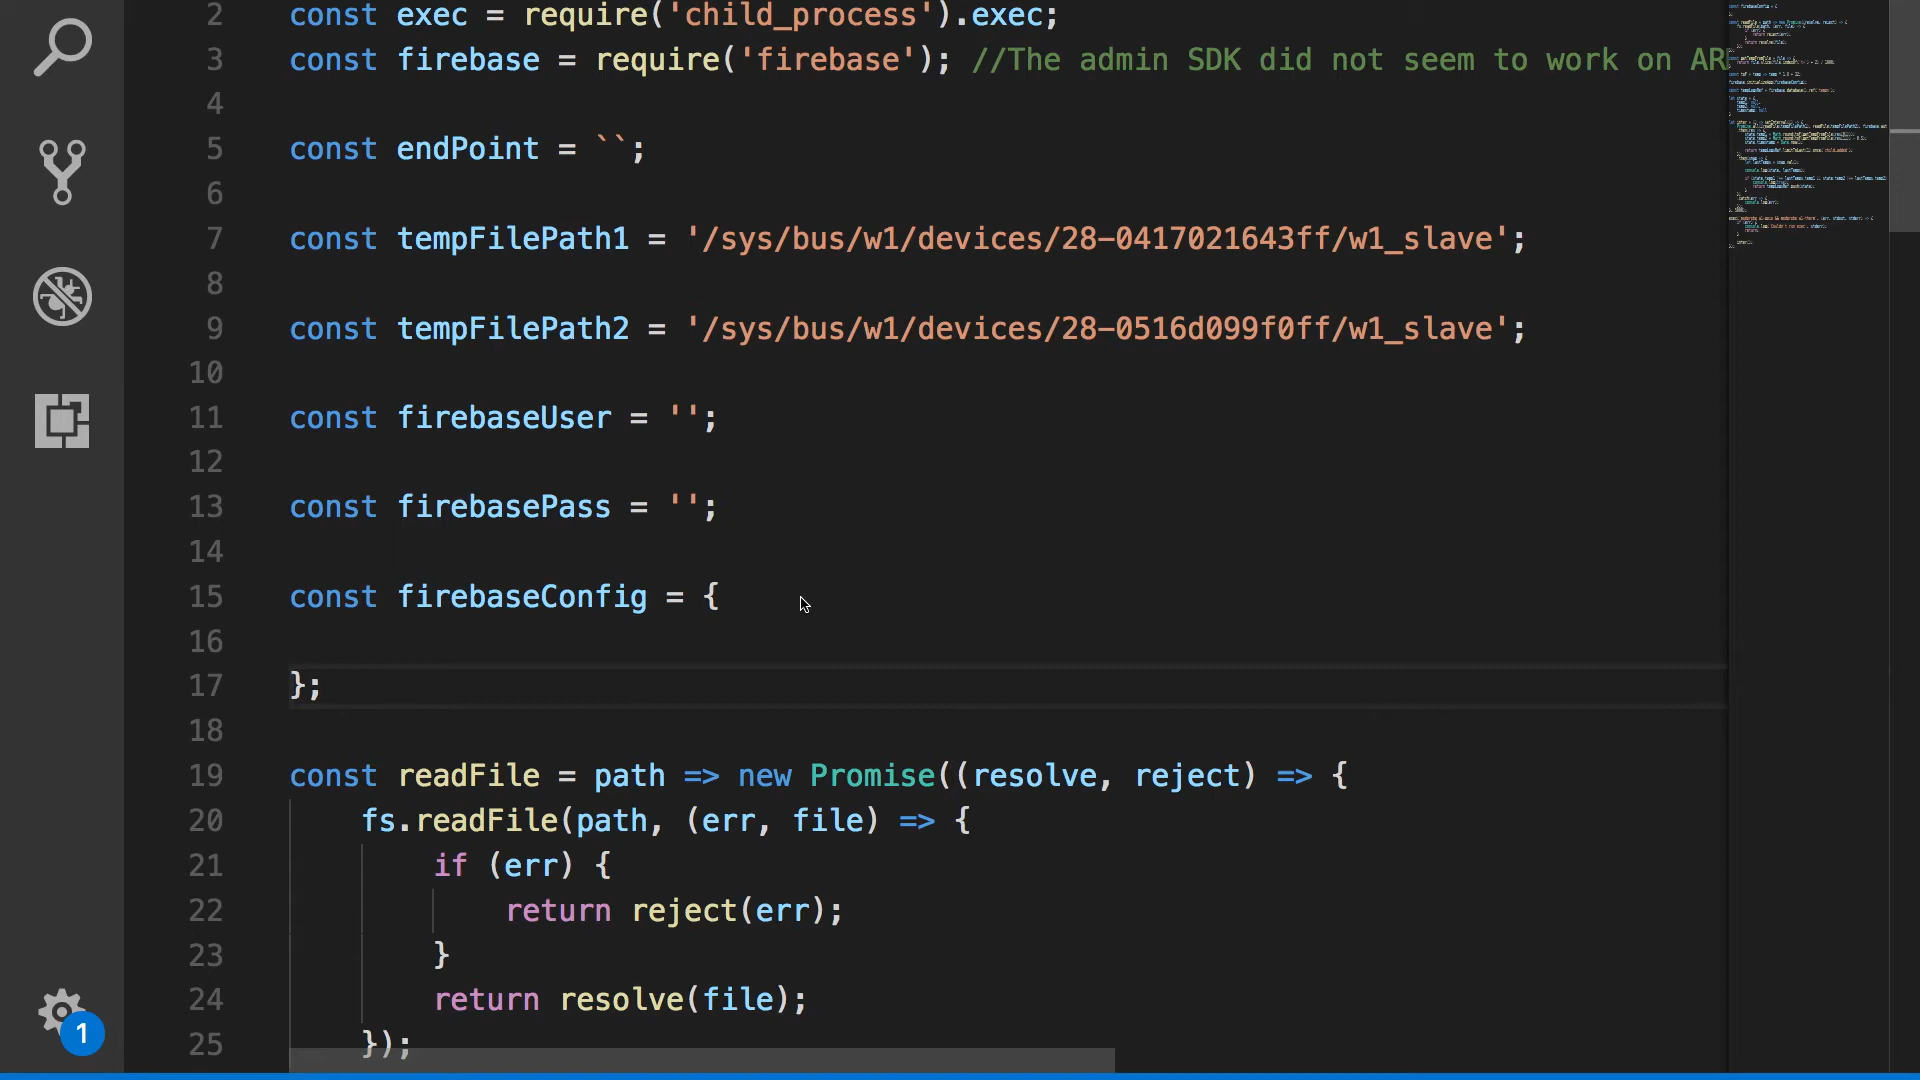 2 const exec = require('child_process').exec;
3 const firebase = require('firebase'); //The admin SDK did not seem to work on AR
4
5 const endPoint = ``;
6
7 const tempFilePath1 = '/sys/bus/w1/devices/28-0417021643ff/w1_slave';
8
9 const tempFilePath2 = '/sys/bus/w1/devices/28-0516d099f0ff/w1_slave';
10
11 const firebaseUser = '';
12
13 const firebasePass = '';
14
15 const firebaseConfig = {
16
17 };
18
19 const readFile = path => new Promise((resolve, reject) => {
20 fs.readFile(path, (err, file) => {
21 if (err) {
22 return reject(err);
23 }
24 return resolve(file);
25 });
1